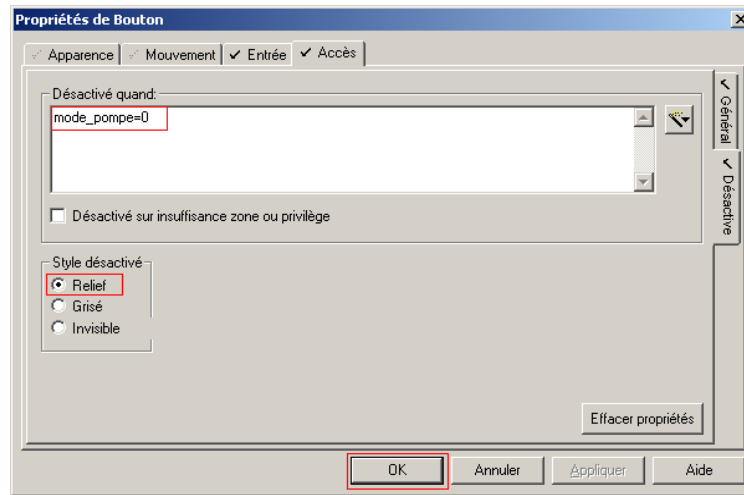 Propriétés de Bouton
Apparence Mouvement Entrée Accès
Désactivé quand:
mode_pompe=0
Désactivé sur insuffisance zone ou privilège
Style désactivé
Relief
Grisé
Invisible
Général
Désactive
Effacer propriétés
OK Annuler Appliquer Aide